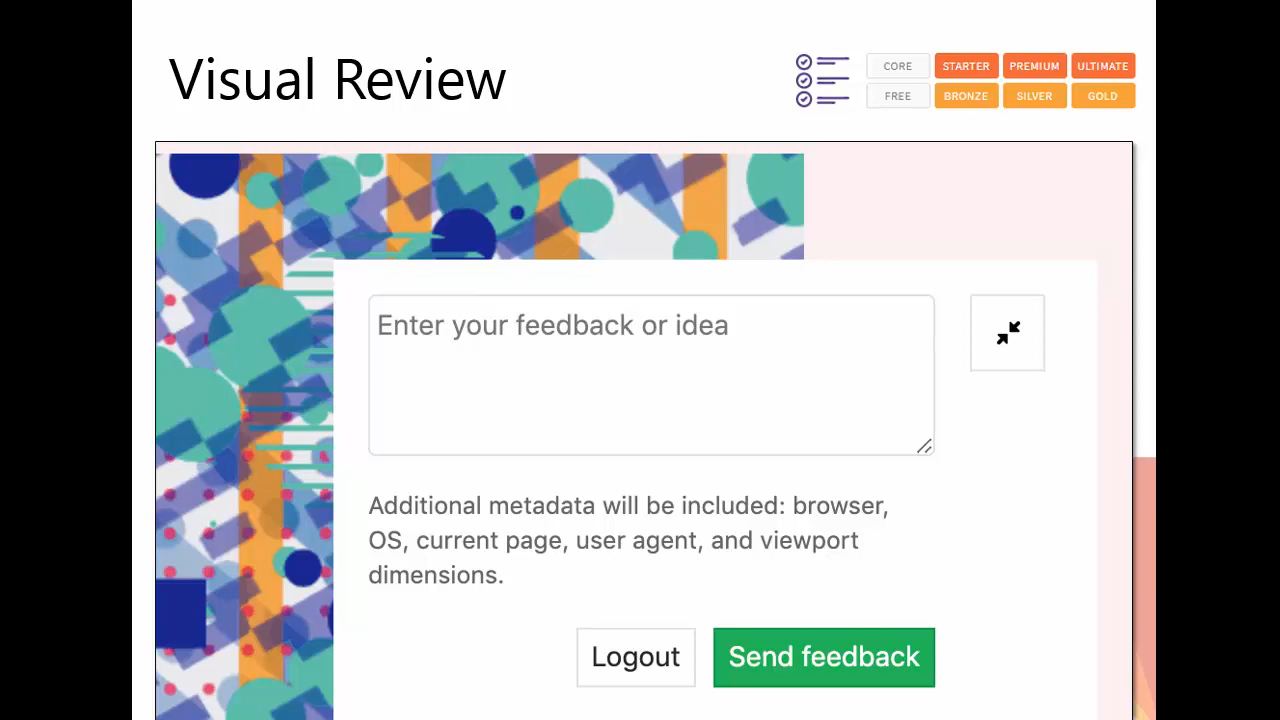 Visual Review
CORE STARTER PREMIUM ULTIMATE
FREE BRONZE SILVER GOLD
Enter your feedback or idea
Additional metadata will be included: browser,
OS, current page, user agent, and viewport
dimensions.
Logout Send feedback